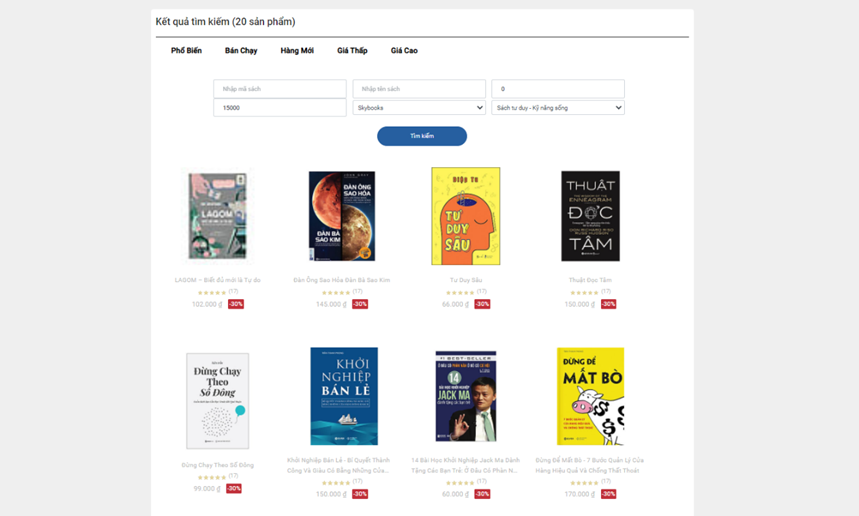 Kết quả tìm kiếm (20 sản phẩm)
Phổ Biến Bán Chạy Hàng Mới Giá Thấp Giá Cao
Nhập mã sách Nhập tên sách 0
15000 Skybooks Sách tư duy - Kỹ năng sống
Tìm kiếm
LAGOM
ĐÀN ÔNG
SAO HỎA
ĐÀN BÀ
SAO KIM
DIỆU TU
TƯ
DUY
SÂU
THUẬT
ĐỌC
TÂM
LAGOM – Biết đủ mới là Tự do
(17)
102.000 ₫ -30%
Đàn Ông Sao Hỏa Đàn Bà Sao Kim
(17)
145.000 ₫ -30%
Tư Duy Sâu
(17)
66.000 ₫ -30%
Thuật Đọc Tâm
(17)
150.000 ₫ -30%
Đừng Chạy
Theo
Số Đông
KHỞI
NGHIỆP
BÁN LẺ
#1 BEST-SELLER
14
JACK MA
ĐỪNG ĐỂ
MẤT BÒ
Đừng Chạy Theo Số Đông
(17)
99.000 ₫ -30%
Khởi Nghiệp Bán Lẻ - Bí Quyết Thành
Công Và Giàu Có Bằng Những Cửa...
(17)
150.000 ₫ -30%
14 Bài Học Khởi Nghiệp Jack Ma Dành
Tặng Các Bạn Trẻ: Ở Đâu Có Phàn N...
(17)
60.000 ₫ -30%
Đừng Để Mất Bò - 7 Bước Quản Lý Cửa
Hàng Hiệu Quả Và Chống Thất Thoát
(17)
170.000 ₫ -30%